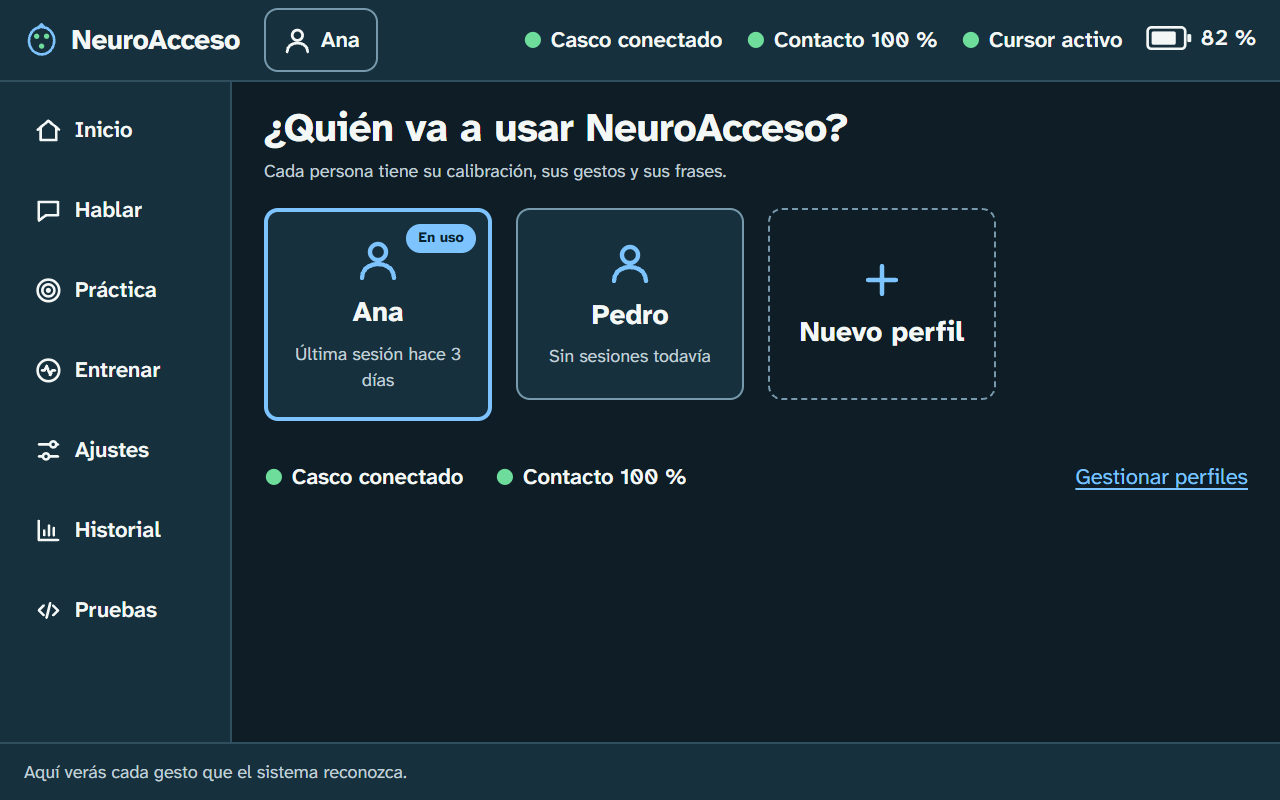 NeuroAcceso
Ana
Casco conectado
Contacto 100 %
Cursor activo
82 %
Inicio
Hablar
Práctica
Entrenar
Ajustes
Historial
Pruebas
¿Quién va a usar NeuroAcceso?
Cada persona tiene su calibración, sus gestos y sus frases.
En uso
Ana
Última sesión hace 3
días
Pedro
Sin sesiones todavía
Nuevo perfil
Casco conectado
Contacto 100 %
Gestionar perfiles
Aquí verás cada gesto que el sistema reconozca.